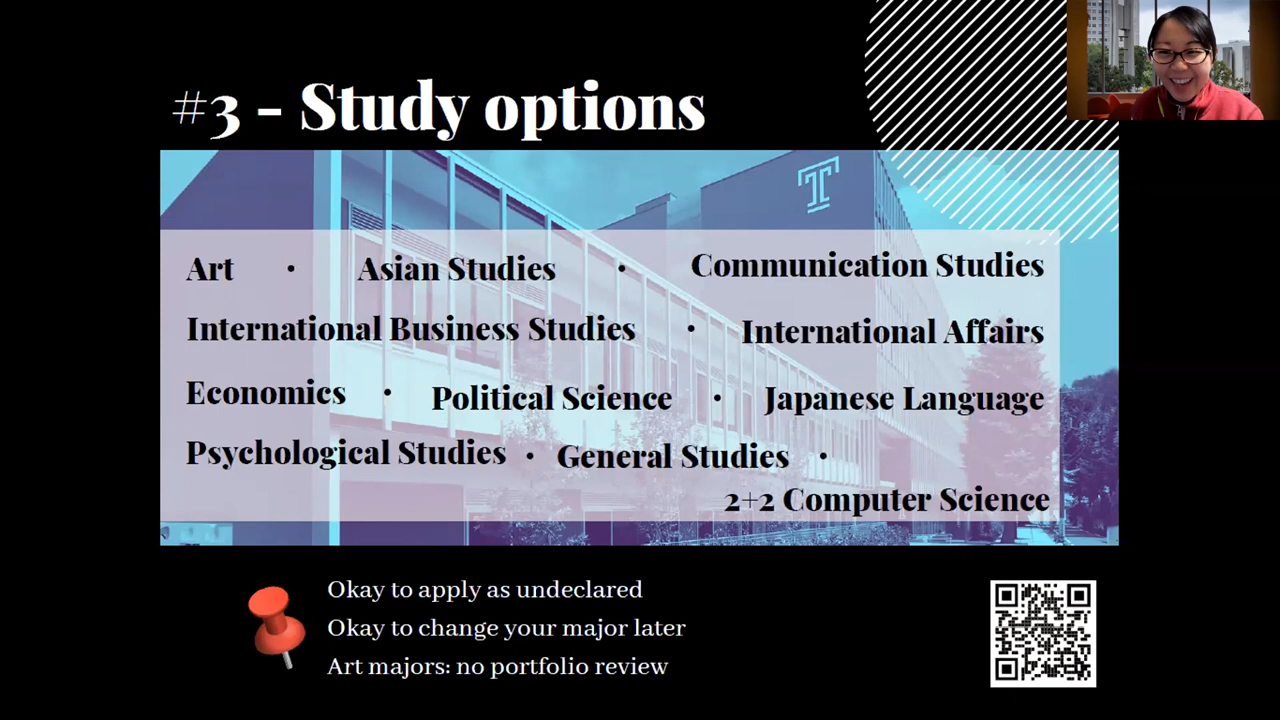 #3 - Study options
T
Art • Asian Studies • Communication Studies
International Business Studies • International Affairs
Economics • Political Science • Japanese Language
Psychological Studies • General Studies •
2+2 Computer Science
Okay to apply as undeclared
Okay to change your major later
Art majors: no portfolio review